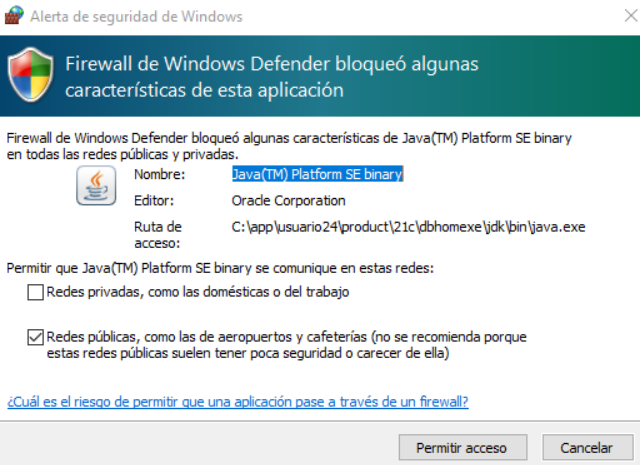 Alerta de seguridad de Windows
Firewall de Windows Defender bloqueó algunas
características de esta aplicación
Firewall de Windows Defender bloqueó algunas características de Java(TM) Platform SE binary
en todas las redes públicas y privadas.
Nombre: Java(TM) Platform SE binary
Editor: Oracle Corporation
Ruta de C:\app\usuario24\product\21c\dbhomexe\jdk\bin\java.exe
acceso:
Permitir que Java(TM) Platform SE binary se comunique en estas redes:
Redes privadas, como las domésticas o del trabajo
Redes públicas, como las de aeropuertos y cafeterías (no se recomienda porque
estas redes públicas suelen tener poca seguridad o carecer de ella)
¿Cuál es el riesgo de permitir que una aplicación pase a través de un firewall?
Permitir acceso Cancelar